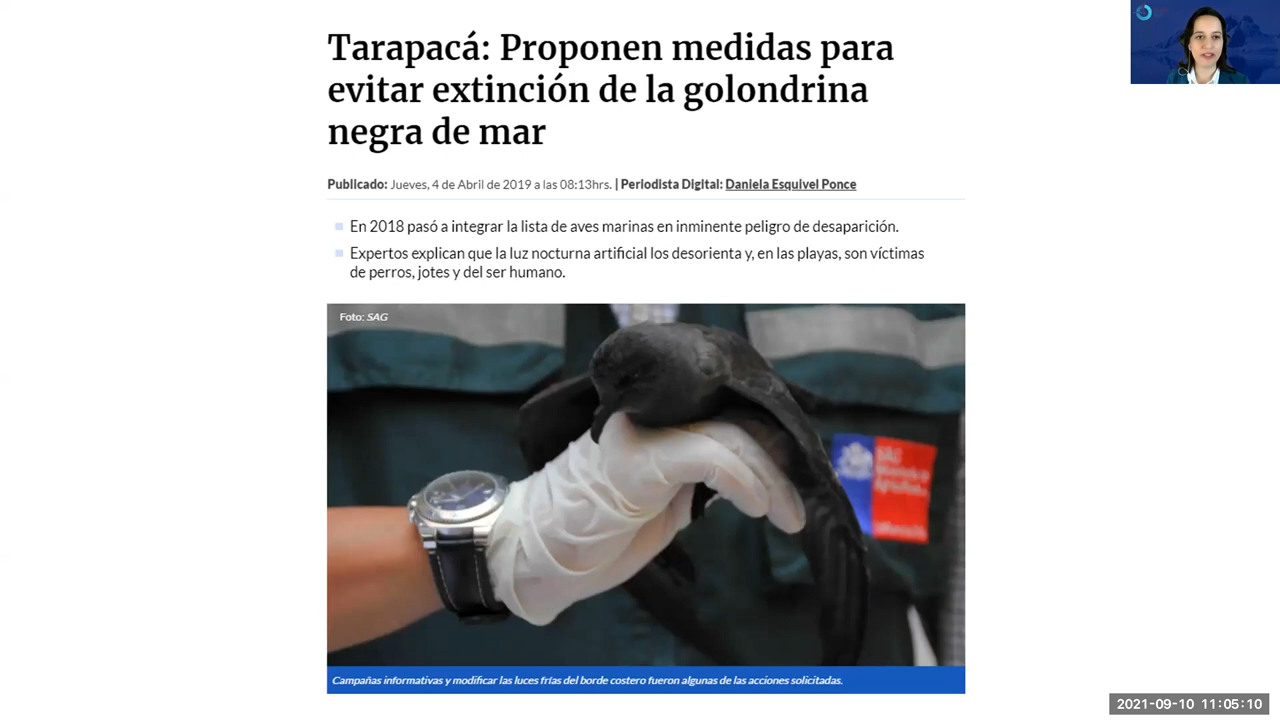 Tarapacá: Proponen medidas para
evitar extinción de la golondrina
negra de mar
Publicado: Jueves, 4 de Abril de 2019 a las 08:13hrs. | Periodista Digital: Daniela Esquivel Ponce
En 2018 pasó a integrar la lista de aves marinas en inminente peligro de desaparición.
Expertos explican que la luz nocturna artificial los desorienta y, en las playas, son víctimas
de perros, jotes y del ser humano.
Foto: SAG
SAG
Campañas informativas y modificar las luces frías del borde costero fueron algunas de las acciones solicitadas.
2021-09-10 11:05:10